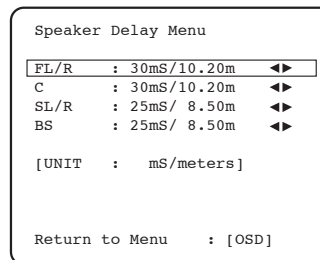 Speaker Delay Menu
FL/R : 30mS/10.20m ◀▶
C : 30mS/10.20m ◀▶
SL/R : 25mS/ 8.50m ◀▶
BS : 25mS/ 8.50m ◀▶
[UNIT : mS/meters]
Return to Menu : [OSD]